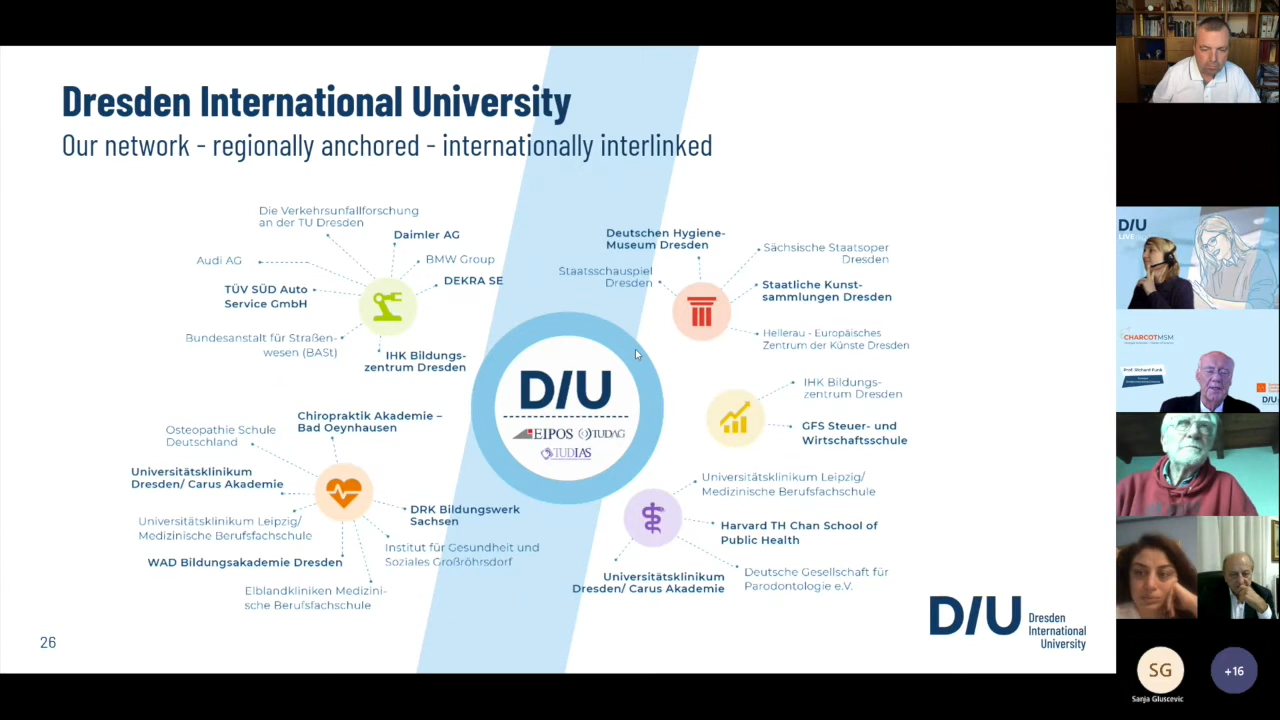 Dresden International University
Our network - regionally anchored - internationally interlinked
Die Verkehrsunfallforschung
an der TU Dresden
Daimler AG
Audi AG
BMW Group
DEKRA SE
TÜV SÜD Auto
Service GmbH
Bundesanstalt für Straßen-
wesen (BASt)
IHK Bildungs-
zentrum Dresden
Deutschen Hygiene-
Museum Dresden
Sächsische Staatsoper
Dresden
Staatsschauspiel
Dresden
Staatliche Kunst-
sammlungen Dresden
Hellerau - Europäisches
Zentrum der Künste Dresden
D/U
EIPOS TUDAG
TUDIAS
IHK Bildungs-
zentrum Dresden
GFS Steuer- und
Wirtschaftsschule
Chiropraktik Akademie –
Bad Oeynhausen
Osteopathie Schule
Deutschland
Universitätsklinikum
Dresden/ Carus Akademie
Universitätsklinikum Leipzig/
Medizinische Berufsfachschule
WAD Bildungsakademie Dresden
Elblandkliniken Medizini-
sche Berufsfachschule
DRK Bildungswerk
Sachsen
Institut für Gesundheit und
Soziales Großröhrsdorf
Universitätsklinikum Leipzig/
Medizinische Berufsfachschule
Harvard TH Chan School of
Public Health
Universitätsklinikum
Dresden/ Carus Akademie
Deutsche Gesellschaft für
Parodontologie e.V.
26
D/U Dresden
International
University
D/U
LIVE
CHARCOTMSM
Prof. Richard Funk
D/U
SG
Sanja Gluscevic
+16